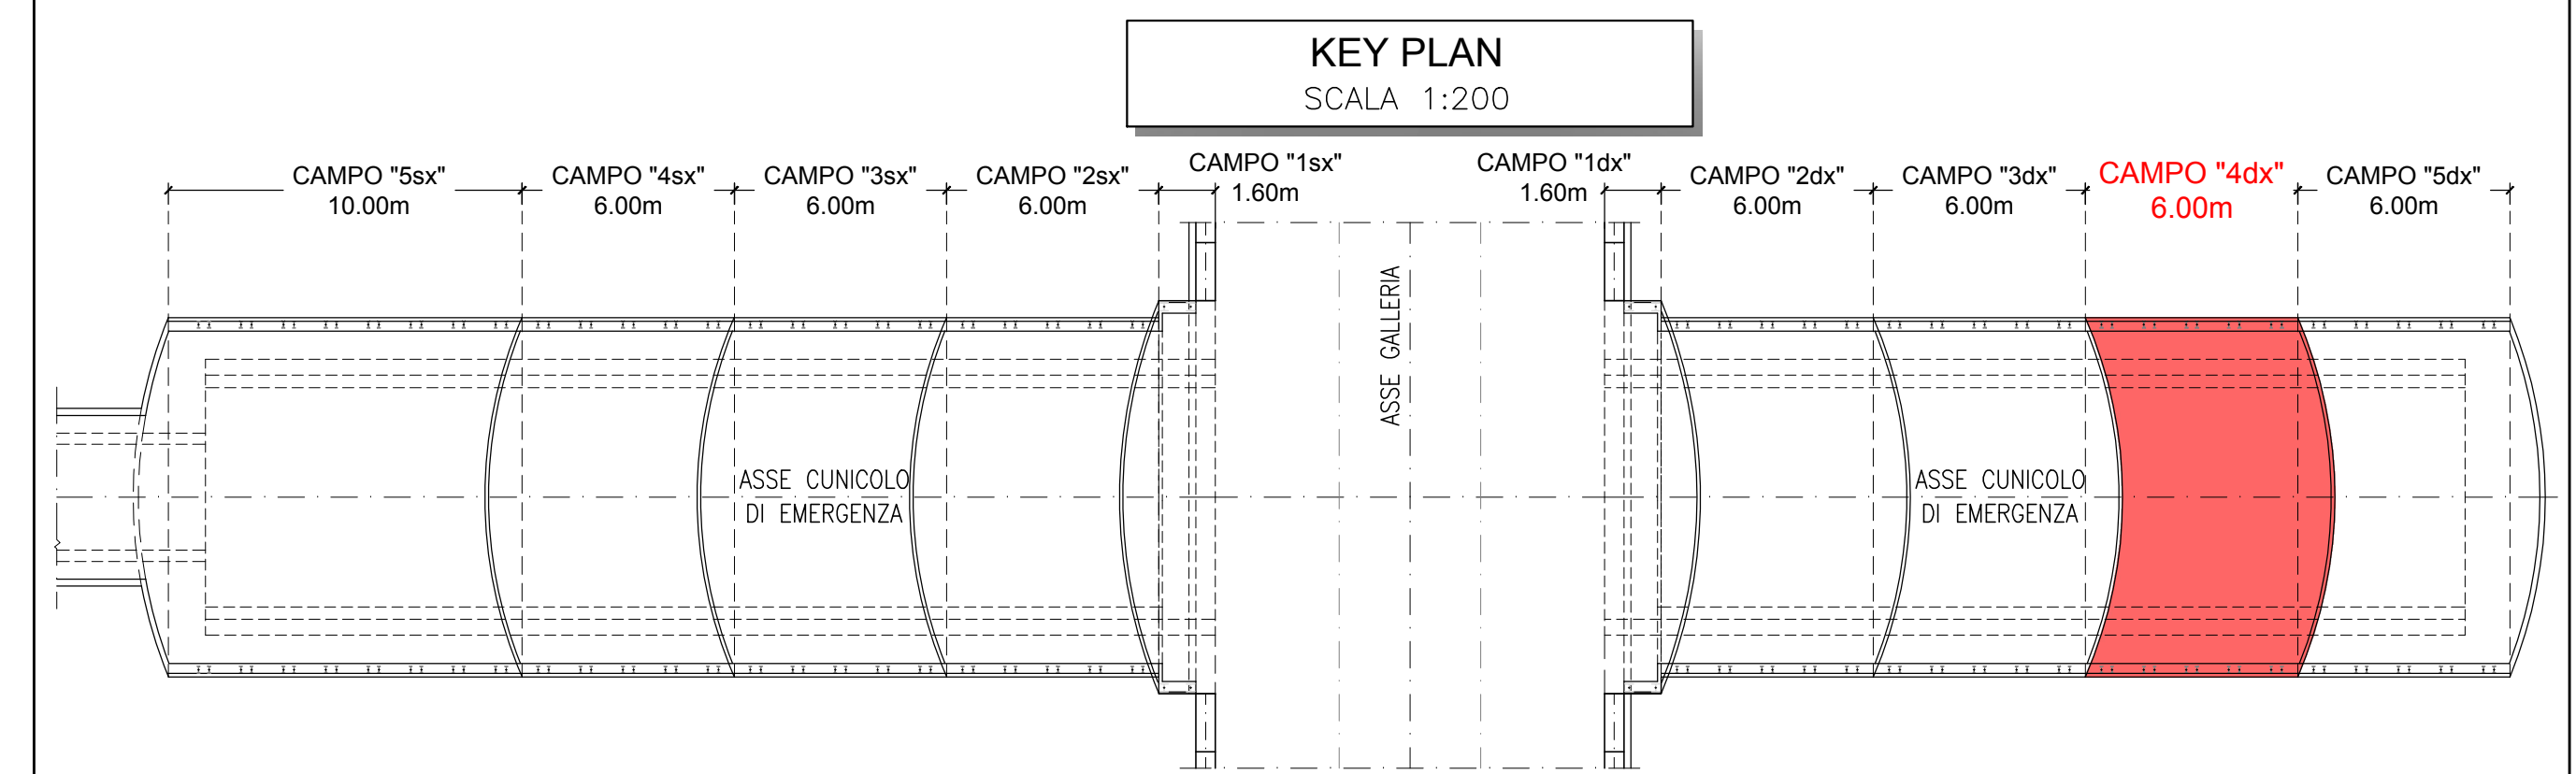 KEY PLAN
SCALA 1:200
CAMPO "5sx"
10.00m
CAMPO "4sx"
6.00m
CAMPO "3sx"
6.00m
CAMPO "2sx"
6.00m
CAMPO "1sx"
1.60m
CAMPO "1dx"
1.60m
CAMPO "2dx"
6.00m
CAMPO "3dx"
6.00m
CAMPO "4dx"
6.00m
CAMPO "5dx"
6.00m
ASSE GALLERIA
ASSE CUNICOLO
DI EMERGENZA
ASSE CUNICOLO
DI EMERGENZA